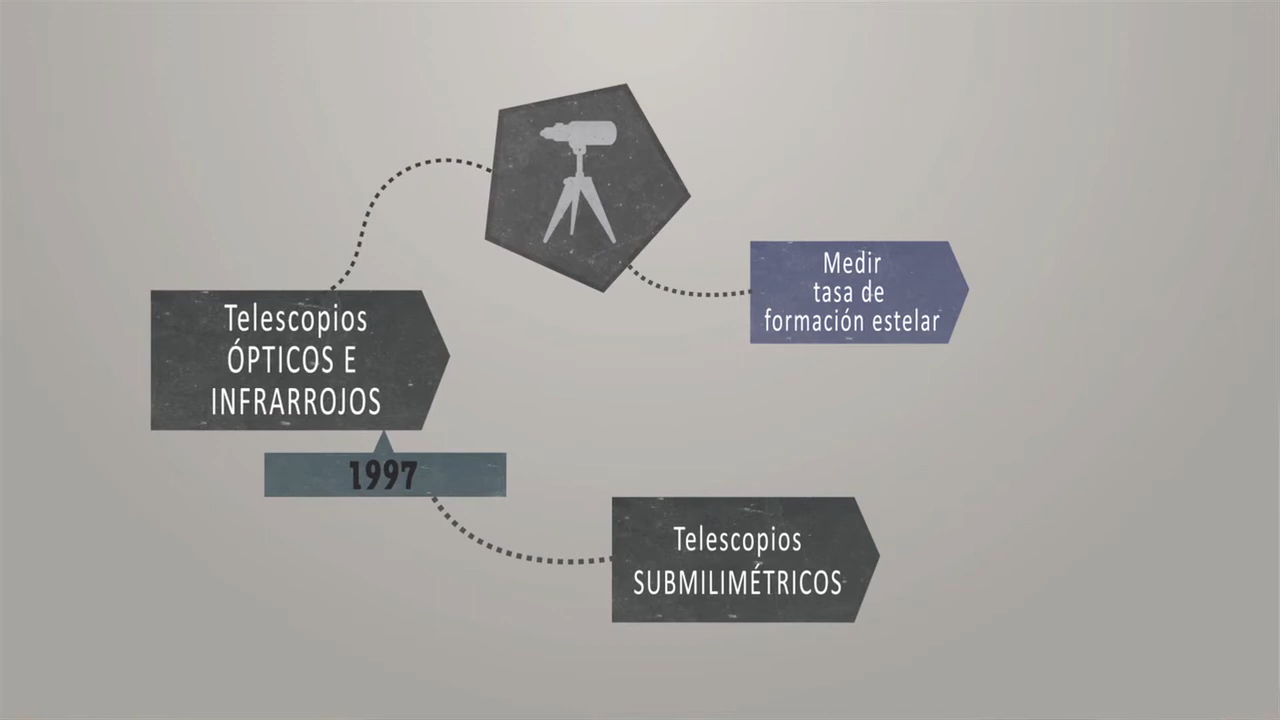 Medir
tasa de
formación estelar
Telescopios
ÓPTICOS E
INFRARROJOS
1997
Telescopios
SUBMILIMÉTRICOS